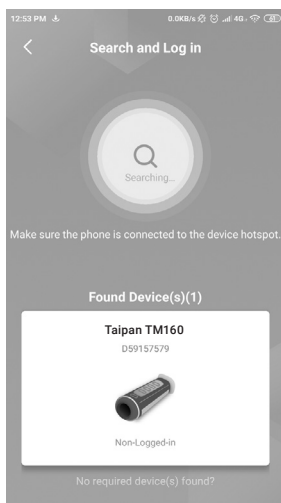 12:53 PM
0.0KB/s 4G
Search and Log in
Searching...
Make sure the phone is connected to the device hotspot.
Found Device(s)(1)
Taipan TM160
D59157579
Non-Logged-in
No required device(s) found?